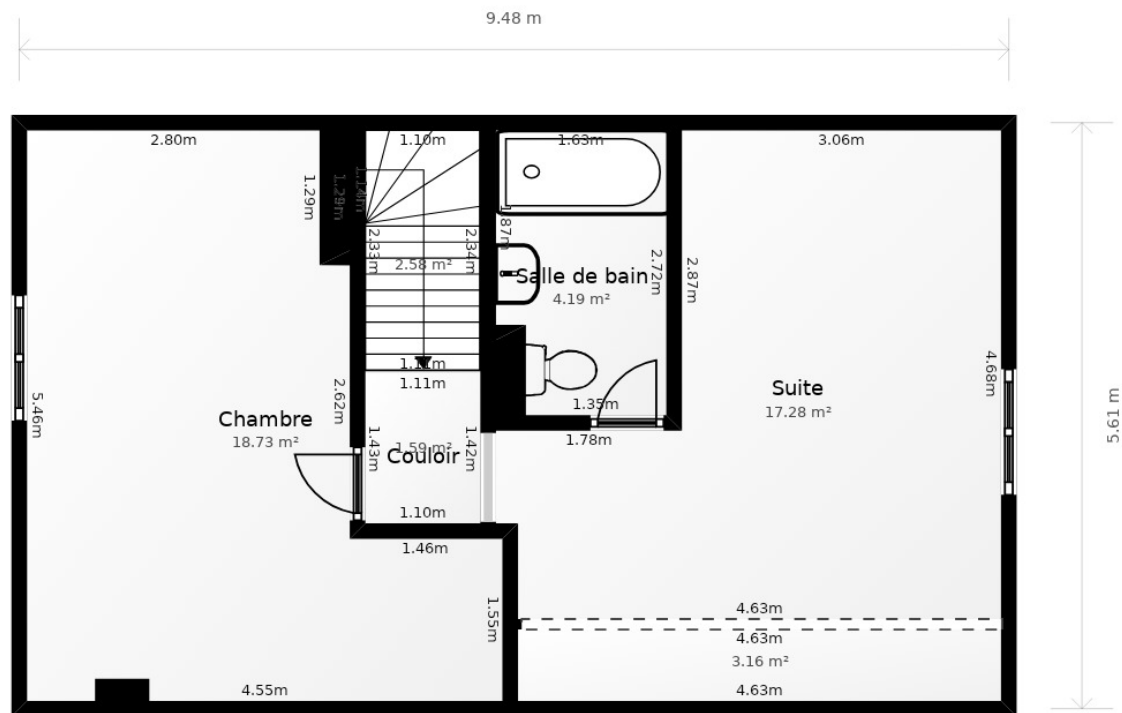 9.48 m
2.80m
1.10m
1.63m
3.06m
1.29m
1.29m
2.33m
2.34m
2.58 m²
1.87m
Salle de bain
4.19 m²
2.72m
2.87m
1.11m
1.11m
4.68m
5.46m
2.62m
Chambre
18.73 m²
1.35m
1.78m
Suite
17.28 m²
5.61 m
1.43m
1.59 m²
Couloir
1.42m
1.10m
1.46m
1.55m
4.63m
4.63m
3.16 m²
4.55m
4.63m